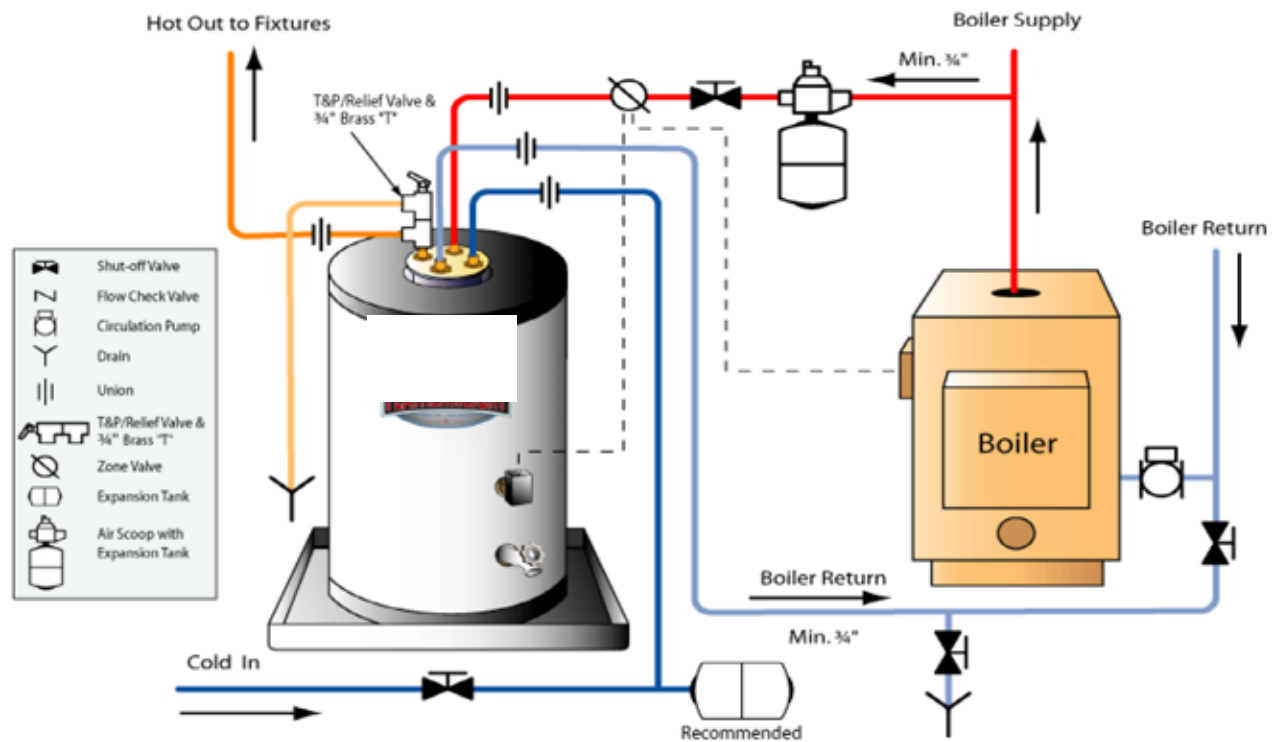 Hot Out to Fixtures
Boiler Supply
Min. ¾"
T&P/Relief Valve &
¾" Brass "T"
Boiler Return
Shut-off Valve
Flow Check Valve
Circulation Pump
Drain
Union
T&P/Relief Valve &
¾" Brass "T"
Zone Valve
Expansion Tank
Air Scoop with
Expansion Tank
Boiler
Boiler Return
Min. ¾"
Cold In
Recommended